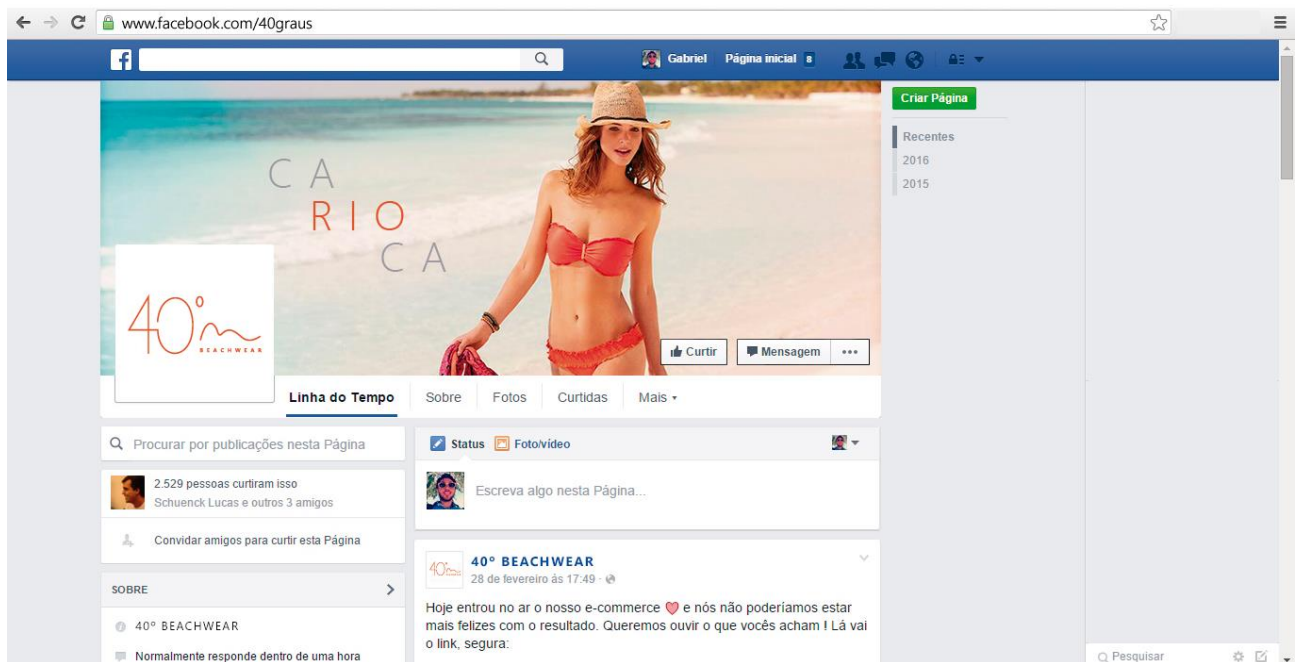 www.facebook.com/40graus
Gabriel Página inicial 8
Criar Página
Recentes
2016
2015
CA
RIO
CA
40º
BEACHWEAR
Curtir Mensagem
Linha do Tempo Sobre Fotos Curtidas Mais
Procurar por publicações nesta Página
2.529 pessoas curtiram isso
Schuenck Lucas e outros 3 amigos
Convidar amigos para curtir esta Página
SOBRE
40º BEACHWEAR
Normalmente responde dentro de uma hora
Status Foto/vídeo
Escreva algo nesta Página...
40º BEACHWEAR
28 de fevereiro às 17:49 ·
Hoje entrou no ar o nosso e-commerce ❤ e nós não poderíamos estar
mais felizes com o resultado. Queremos ouvir o que vocês acham ! Lá vai
o link, segura:
Pesquisar